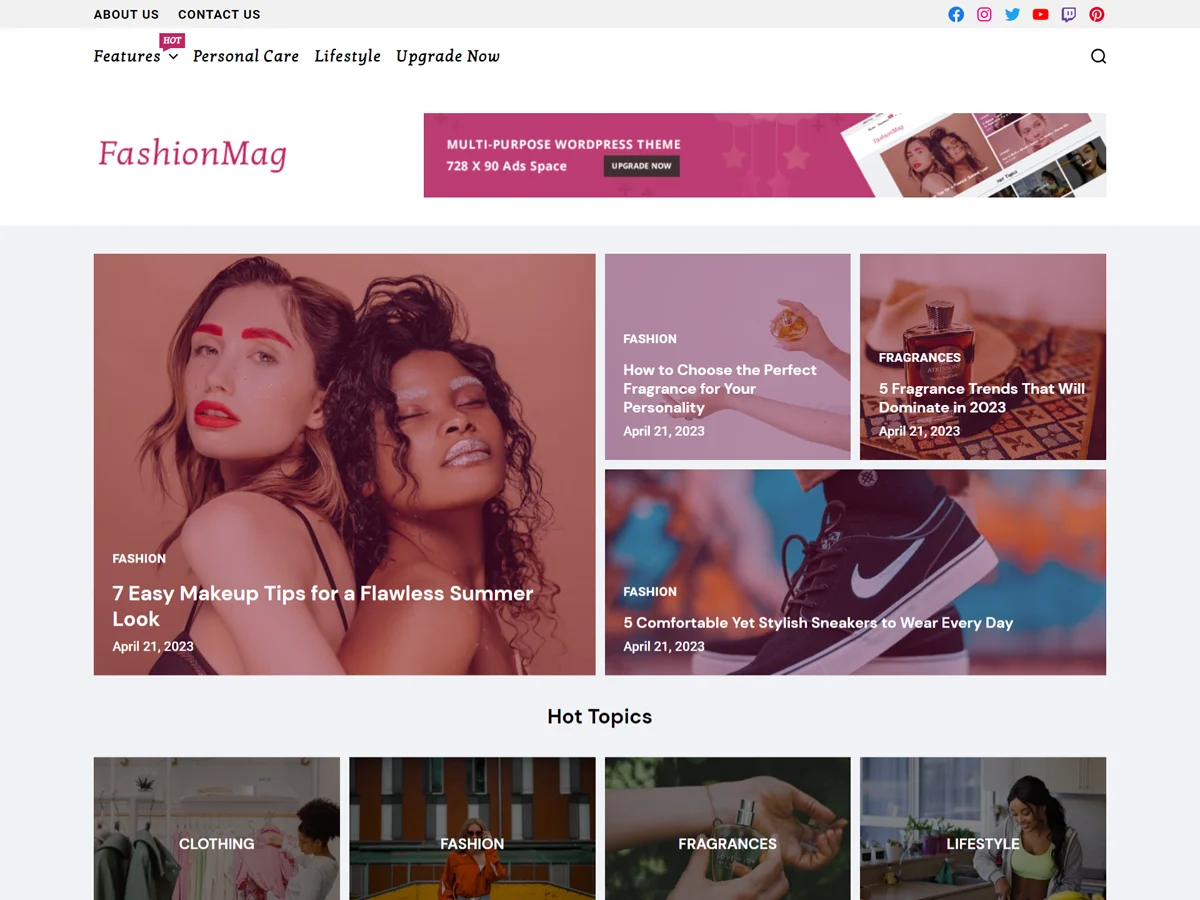 ABOUT US CONTACT US
HOT
Features Personal Care Lifestyle Upgrade Now
FashionMag
MULTI-PURPOSE WORDPRESS THEME
728 X 90 Ads Space UPGRADE NOW
FASHION
7 Easy Makeup Tips for a Flawless Summer
Look
April 21, 2023
FASHION
How to Choose the Perfect
Fragrance for Your
Personality
April 21, 2023
FRAGRANCES
5 Fragrance Trends That Will
Dominate in 2023
April 21, 2023
FASHION
5 Comfortable Yet Stylish Sneakers to Wear Every Day
April 21, 2023
Hot Topics
CLOTHING
FASHION
FRAGRANCES
LIFESTYLE